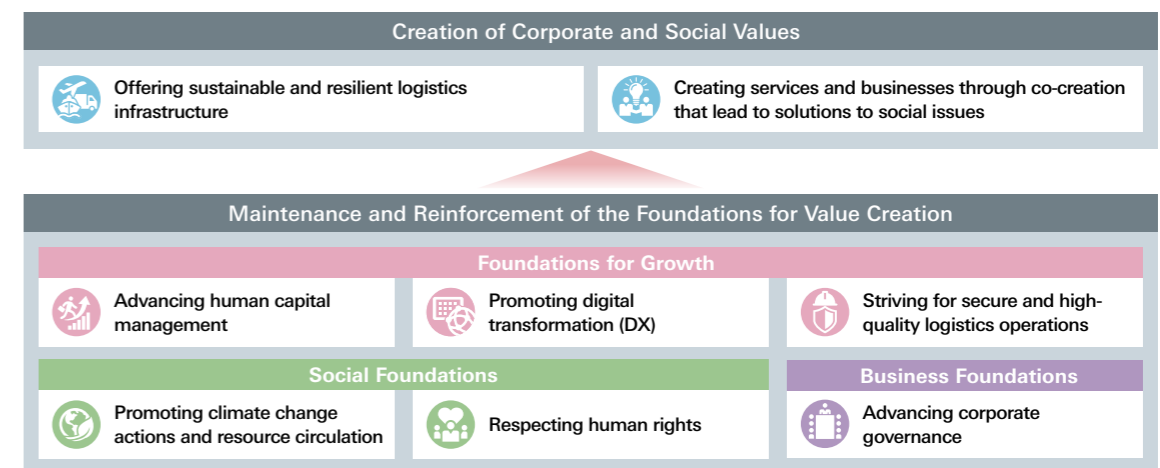 Creation of Corporate and Social Values
Offering sustainable and resilient logistics
infrastructure
Creating services and businesses through co-creation
that lead to solutions to social issues
Maintenance and Reinforcement of the Foundations for Value Creation
Foundations for Growth
Advancing human capital
management
Promoting digital
transformation (DX)
Striving for secure and high-
quality logistics operations
Social Foundations
Business Foundations
Promoting climate change
actions and resource circulation
Respecting human rights
Advancing corporate
governance